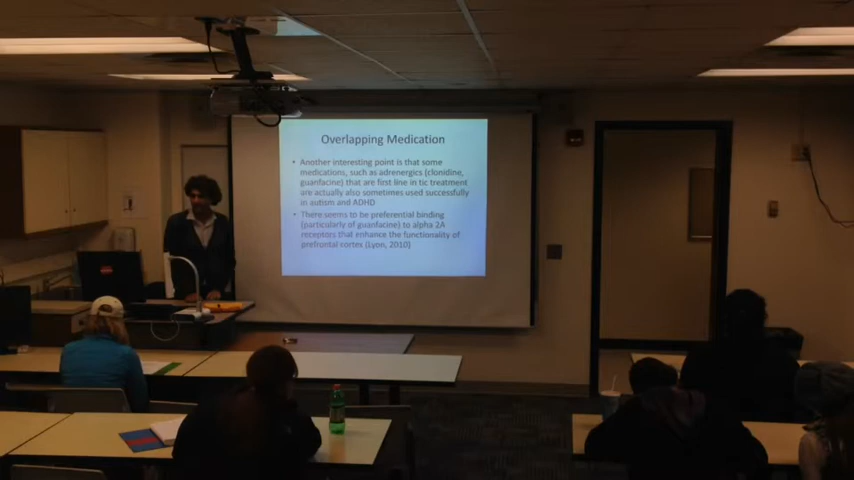 Overlapping Medication
• Another interesting point is that some
medications, such as adrenergics (clonidine,
guanfacine) that are first line in tic treatment
are actually also sometimes used successfully
in autism and ADHD
• There seems to be preferential binding
(particularly of guanfacine) to alpha 2A
receptors that enhance the functionality of
prefrontal cortex (Lyon, 2010)